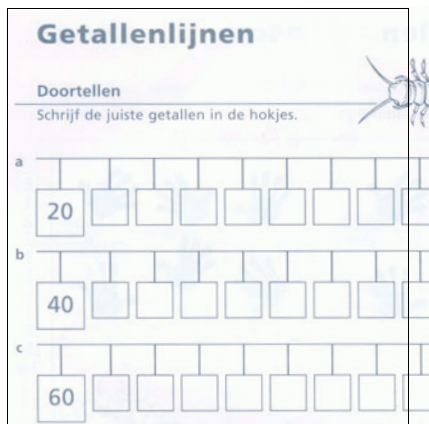 Getallenlijnen
Doortellen
Schrijf de juiste getallen in de hokjes.
a
20
b
40
c
60